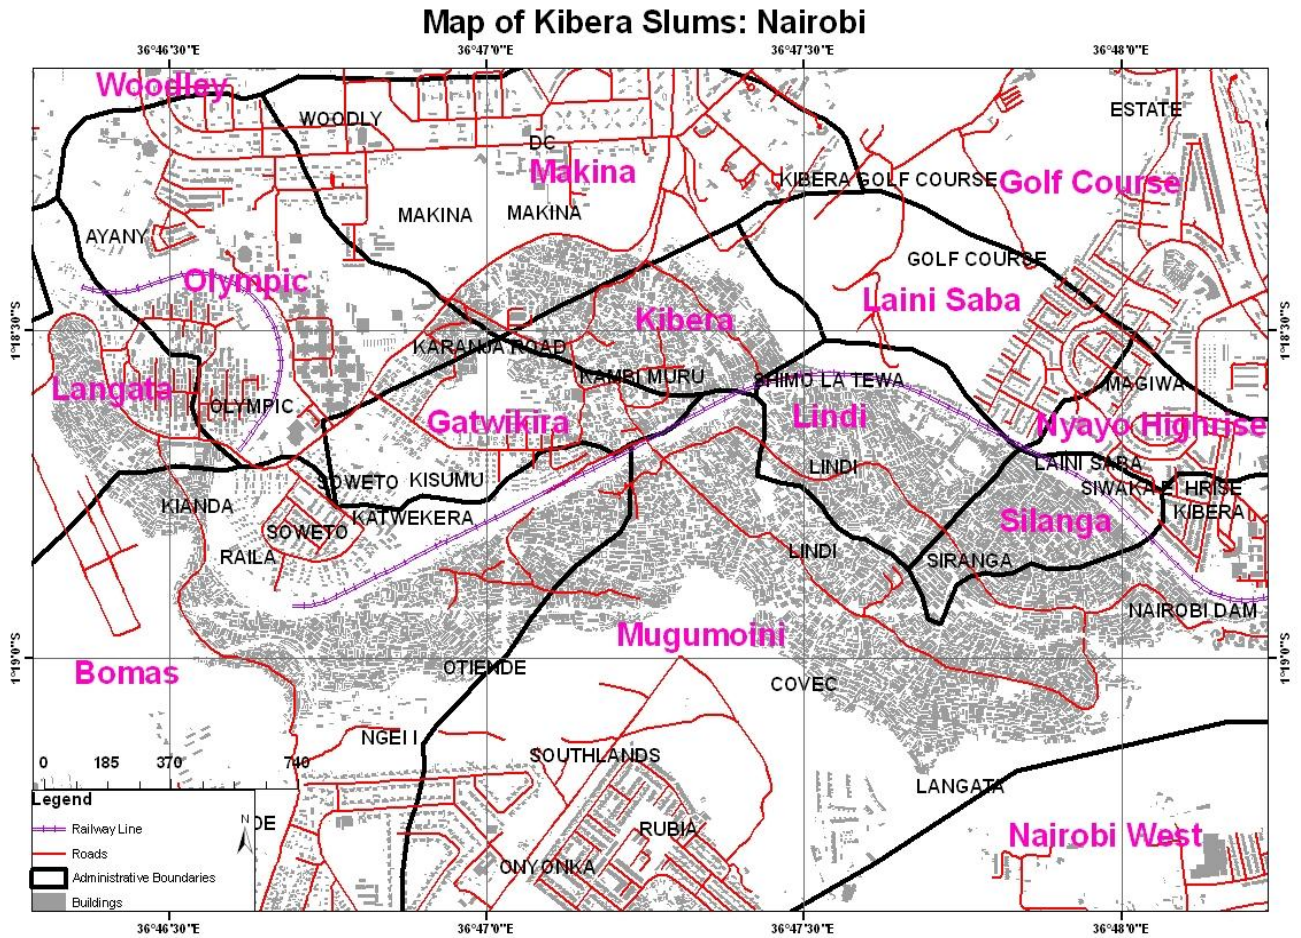 Map of Kibera Slums: Nairobi
36°46'30"E
36°47'0"E
36°47'30"E
36°48'0"E
Woodley
WOODLY
ESTATE
DC
Makina
KIBERA GOLF COURSE
Golf Course
MAKINA
MAKINA
AYANY
GOLF COURSE
Olympic
Laini Saba
1°18'30"S
Kibera
1°18'30"S
KARANJA ROAD
KAMBI MURU
SHIMU LA TEWA
MAGIWA
Langata
OLYMPIC
Gatwikira
Lindi
Nyayo Highrise
LINDI
LAINI SABA
SOWETO
KISUMU
SIWAKA
HRISE
KIANDA
KATWEKERA
Silanga
KIBERA
SOWETO
RAILA
LINDI
SIRANGA
NAIROBI DAM
Mugumoini
1°19'0"S
Bomas
OTIENDE
1°19'0"S
COVEC
NGEI I
SOUTHLANDS
0 185 370 740
LANGATA
Legend
Railway Line
N
DE
RUBIA
Nairobi West
Roads
Administrative Boundaries
ONYONKA
Buildings
36°46'30"E
36°47'0"E
36°47'30"E
36°48'0"E